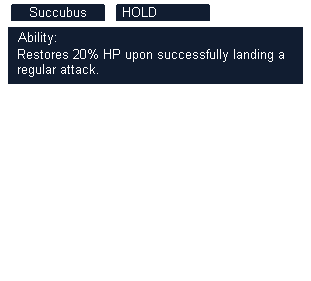 Succubus HOLD
Ability:
Restores 20% HP upon successfully landing a
regular attack.